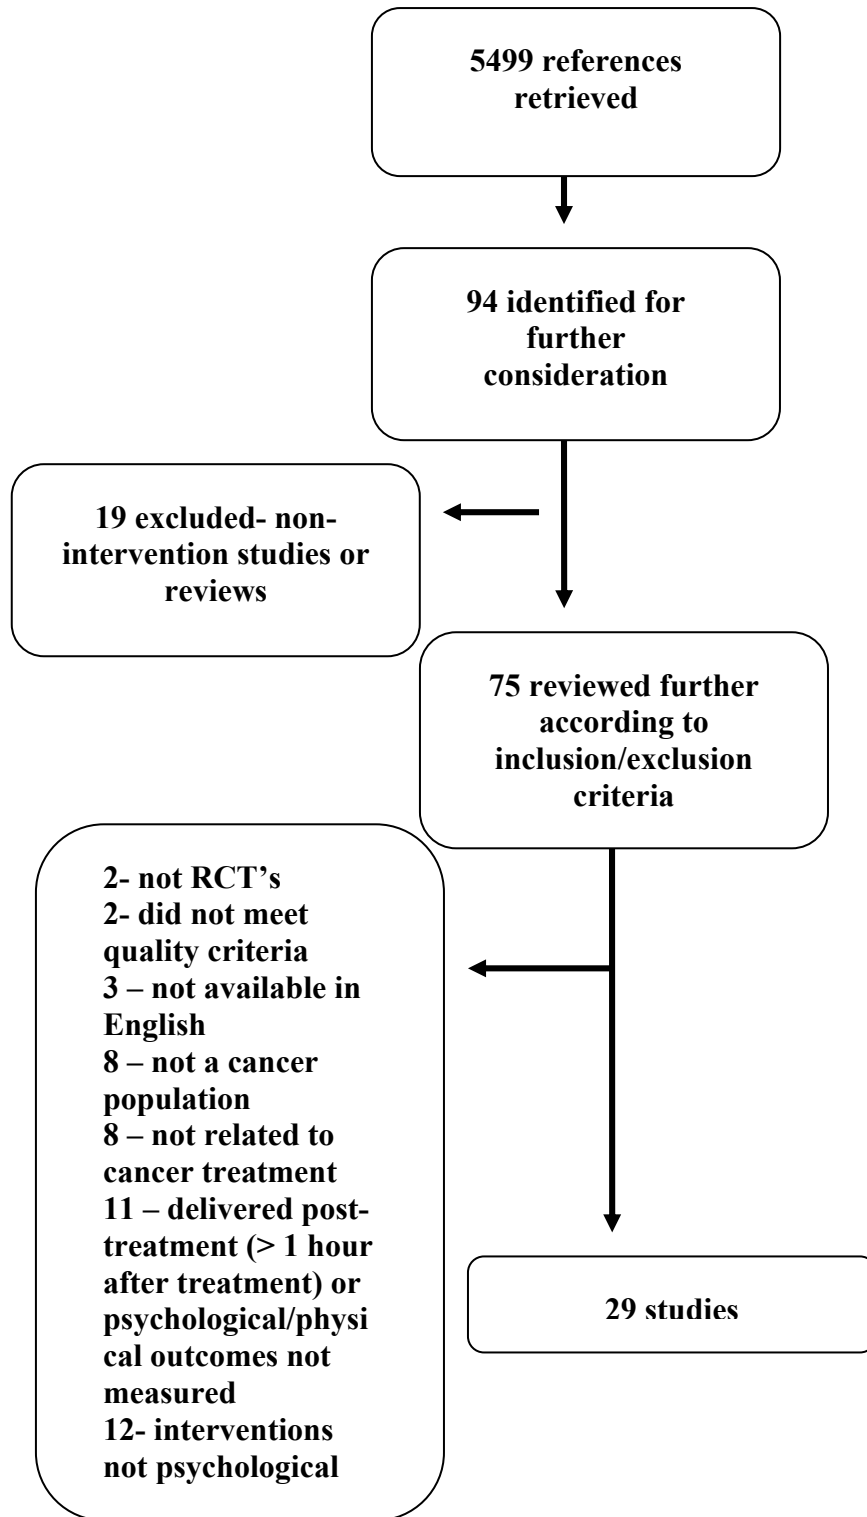 5499 references
retrieved
94 identified for
further
consideration
19 excluded- non-
intervention studies or
reviews
75 reviewed further
according to
inclusion/exclusion
criteria
2- not RCT’s
2- did not meet
quality criteria
3 – not available in
English
8 – not a cancer
population
8 – not related to
cancer treatment
11 – delivered post-
treatment (> 1 hour
after treatment) or
psychological/physi
cal outcomes not
measured
12- interventions
not psychological
29 studies